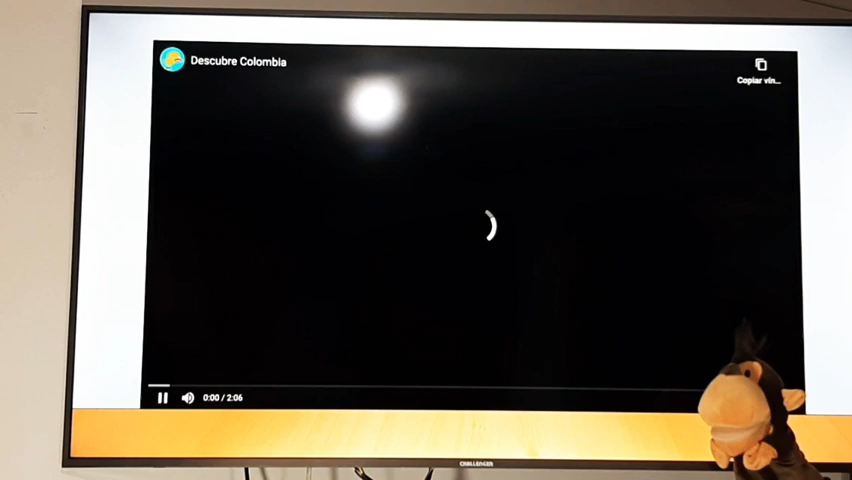 Descubre Colombia
Copiar vín...
0:00 / 2:06
CHALLENGER